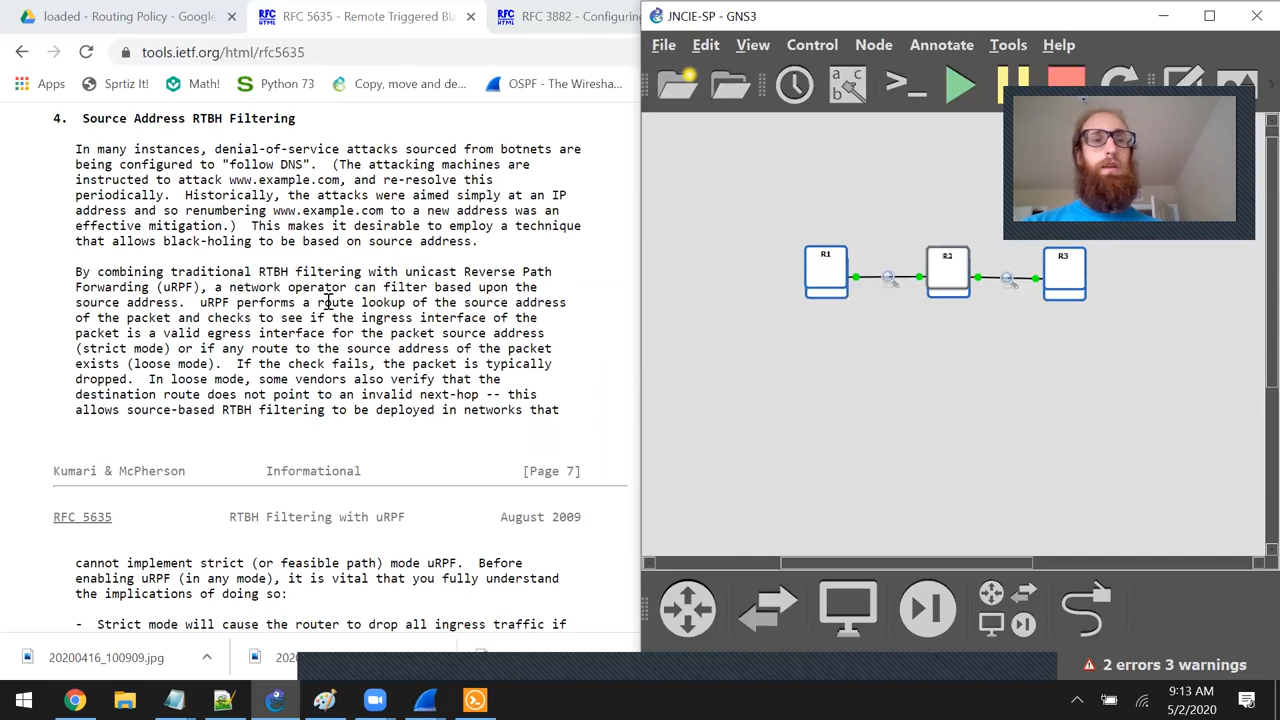 loaded - Routing Policy - Google
RFC 5635 - Remote Triggered Bl
RFC 3882 - Configurin
tools.ietf.org/html/rfc5635
Apps
Sprtiz It!
Math!
Python 73
Copy, move and de...
OSPF - The Wiresha...
4. Source Address RTBH Filtering
In many instances, denial-of-service attacks sourced from botnets are
being configured to "follow DNS". (The attacking machines are
instructed to attack www.example.com, and re-resolve this
periodically. Historically, the attacks were aimed simply at an IP
address and so renumbering www.example.com to a new address was an
effective mitigation.) This makes it desirable to employ a technique
that allows black-holing to be based on source address.
By combining traditional RTBH filtering with unicast Reverse Path
Forwarding (uRPF), a network operator can filter based upon the
source address. uRPF performs a route lookup of the source address
of the packet and checks to see if the ingress interface of the
packet is a valid egress interface for the packet source address
(strict mode) or if any route to the source address of the packet
exists (loose mode). If the check fails, the packet is typically
dropped. In loose mode, some vendors also verify that the
destination route does not point to an invalid next-hop -- this
allows source-based RTBH filtering to be deployed in networks that
Kumari & McPherson Informational [Page 7]
RFC 5635 RTBH Filtering with uRPF August 2009
cannot implement strict (or feasible path) mode uRPF. Before
enabling uRPF (in any mode), it is vital that you fully understand
the implications of doing so:
- Strict mode will cause the router to drop all ingress traffic if
20200416_100909.jpg
202
JNCIE-SP - GNS3
File Edit View Control Node Annotate Tools Help
a c
b
R1
R2
R3
2 errors 3 warnings
9:13 AM
5/2/2020